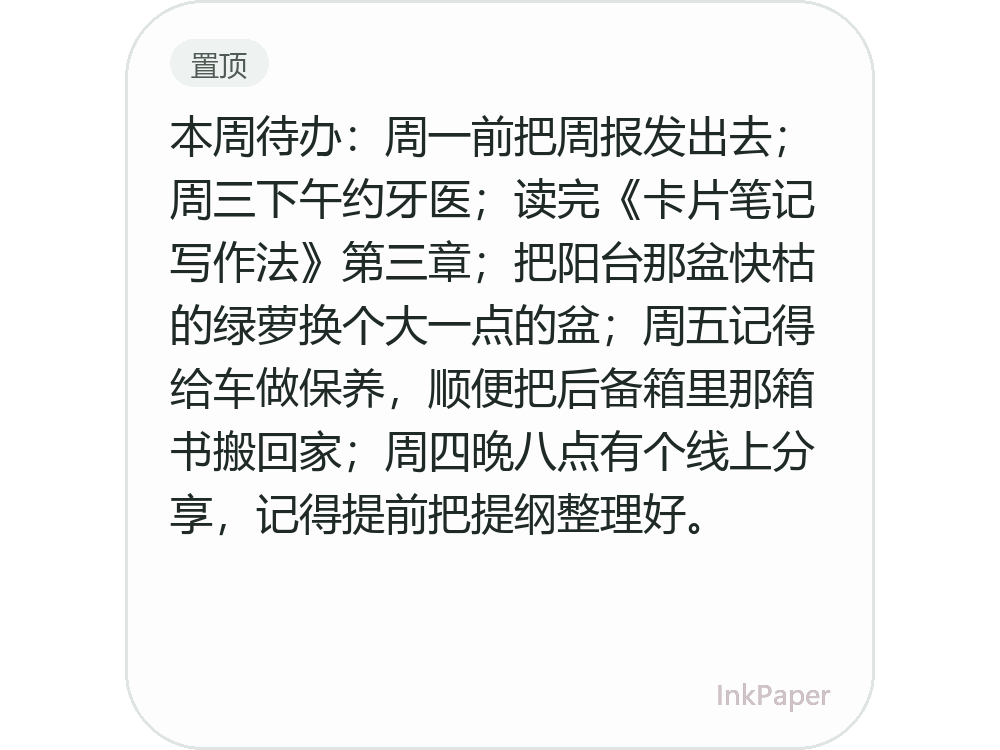 置顶
本周待办：周一前把周报发出去；
周三下午约牙医；读完《卡片笔记
写作法》第三章；把阳台那盆快枯
的绿萝换个大一点的盆；周五记得
给车做保养，顺便把后备箱里那箱
书搬回家；周四晚八点有个线上分
享，记得提前把提纲整理好。
InkPaper